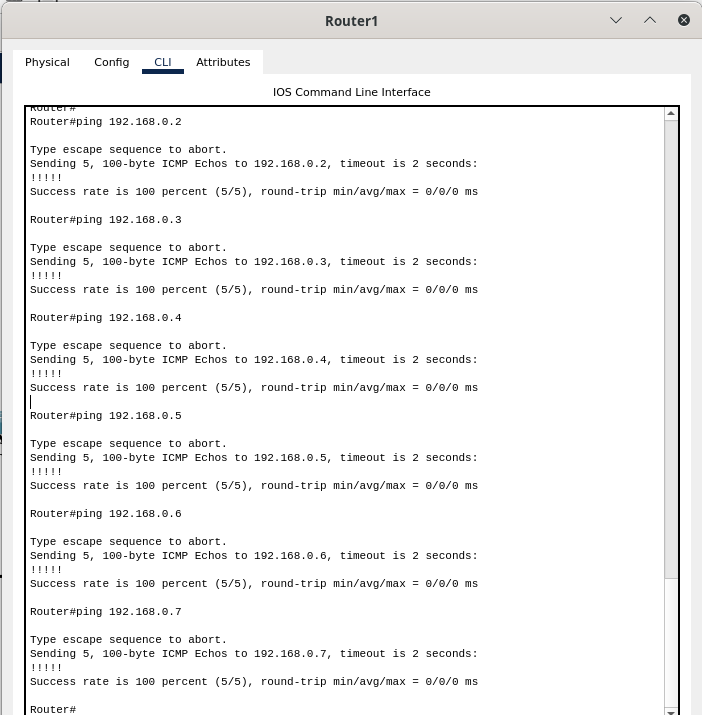 Router1
Physical Config CLI Attributes
IOS Command Line Interface
Router#
Router#ping 192.168.0.2
Type escape sequence to abort.
Sending 5, 100-byte ICMP Echos to 192.168.0.2, timeout is 2 seconds:
!!!!!
Success rate is 100 percent (5/5), round-trip min/avg/max = 0/0/0 ms
Router#ping 192.168.0.3
Type escape sequence to abort.
Sending 5, 100-byte ICMP Echos to 192.168.0.3, timeout is 2 seconds:
!!!!!
Success rate is 100 percent (5/5), round-trip min/avg/max = 0/0/0 ms
Router#ping 192.168.0.4
Type escape sequence to abort.
Sending 5, 100-byte ICMP Echos to 192.168.0.4, timeout is 2 seconds:
!!!!!
Success rate is 100 percent (5/5), round-trip min/avg/max = 0/0/0 ms
Router#ping 192.168.0.5
Type escape sequence to abort.
Sending 5, 100-byte ICMP Echos to 192.168.0.5, timeout is 2 seconds:
!!!!!
Success rate is 100 percent (5/5), round-trip min/avg/max = 0/0/0 ms
Router#ping 192.168.0.6
Type escape sequence to abort.
Sending 5, 100-byte ICMP Echos to 192.168.0.6, timeout is 2 seconds:
!!!!!
Success rate is 100 percent (5/5), round-trip min/avg/max = 0/0/0 ms
Router#ping 192.168.0.7
Type escape sequence to abort.
Sending 5, 100-byte ICMP Echos to 192.168.0.7, timeout is 2 seconds:
!!!!!
Success rate is 100 percent (5/5), round-trip min/avg/max = 0/0/0 ms
Router#